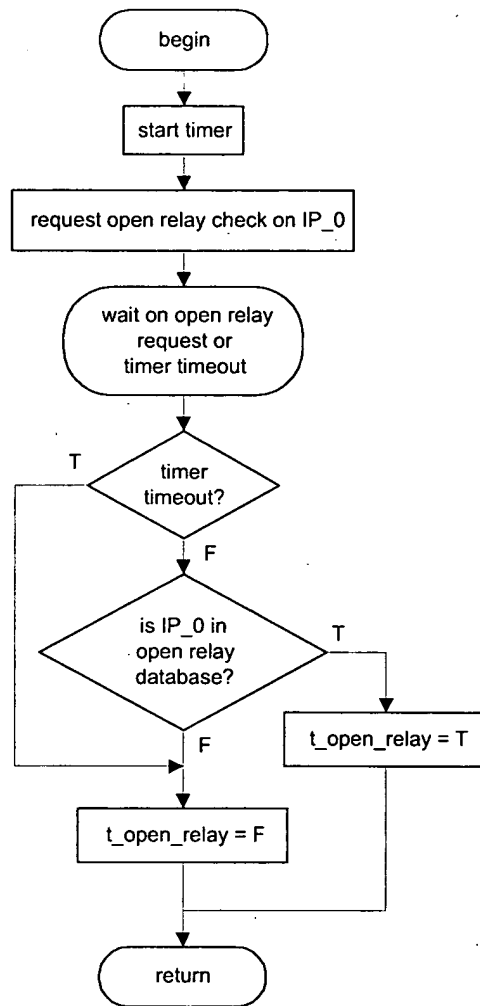 begin
start timer
request open relay check on IP_0
wait on open relay
request or
timer timeout
T
timer
timeout?
F
is IP_0 in
open relay
database?
T
F
t_open_relay = T
t_open_relay = F
return